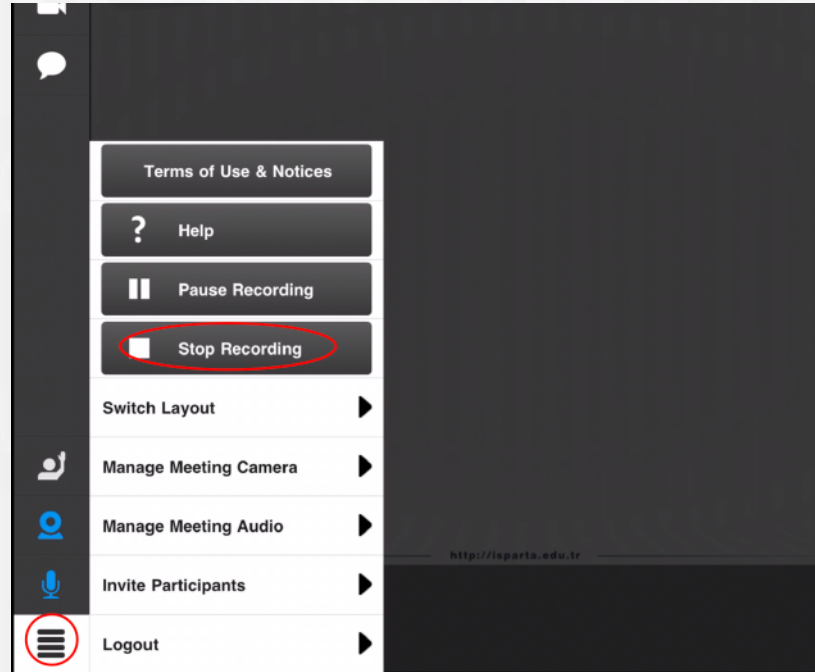 Terms of Use & Notices
? Help
Pause Recording
Stop Recording
Switch Layout
Manage Meeting Camera
Manage Meeting Audio
http://isparta.edu.tr
Invite Participants
Logout